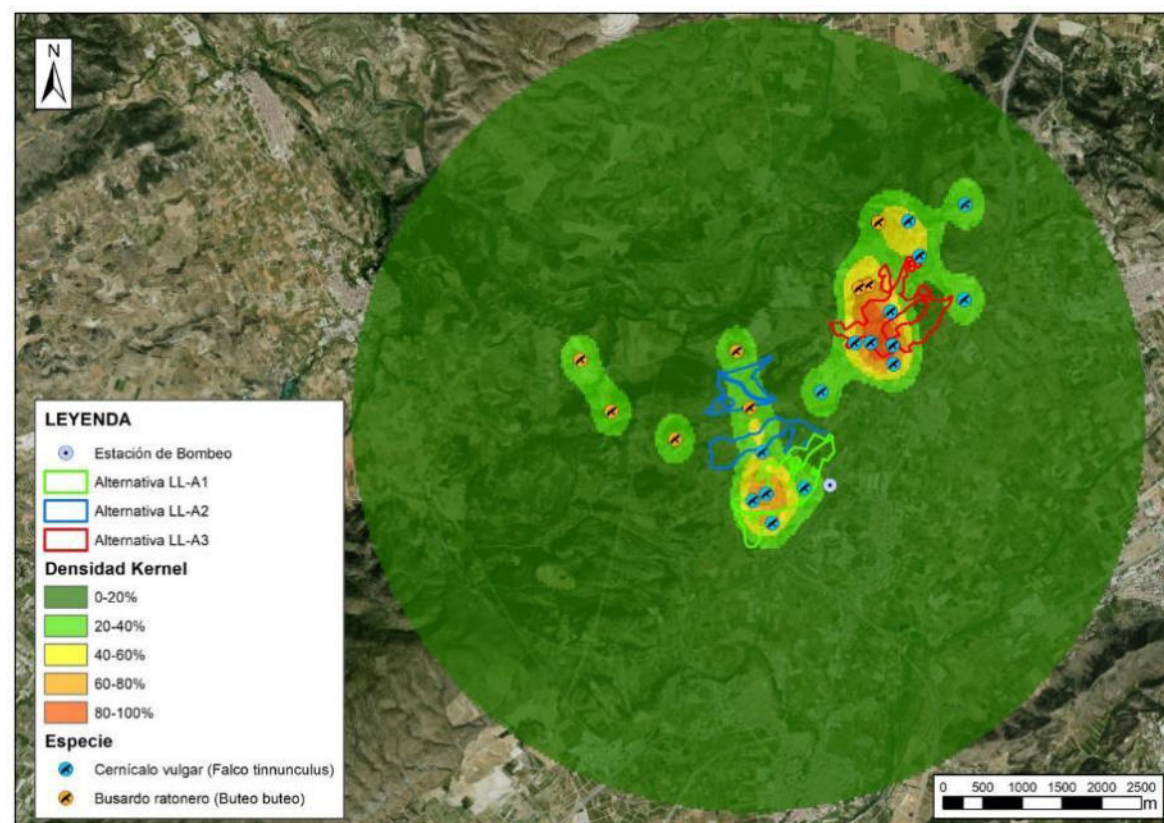 N
LEYENDA
Estación de Bombeo
Alternativa LL-A1
Alternativa LL-A2
Alternativa LL-A3
Densidad Kernel
0-20%
20-40%
40-60%
60-80%
80-100%
Especie
Cernícalo vulgar (Falco tinnunculus)
Busardo ratonero (Buteo buteo)
0 500 1000 1500 2000 2500
m